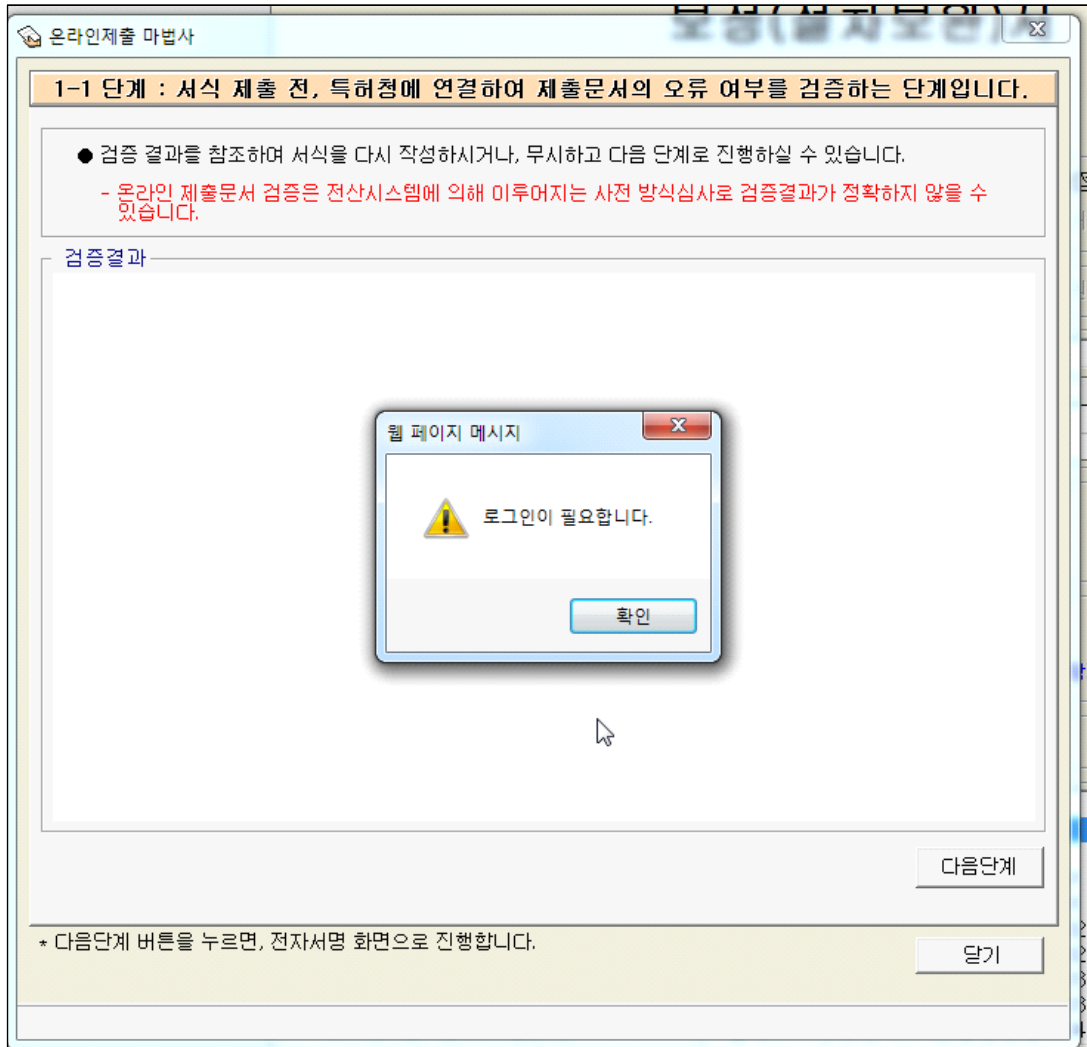 보정(설치보완)서
온라인제출 마법사
1-1 단계 : 서식 제출 전, 특허청에 연결하여 제출문서의 오류 여부를 검증하는 단계입니다.
● 검증 결과를 참조하여 서식을 다시 작성하시거나, 무시하고 다음 단계로 진행하실 수 있습니다.
- 온라인 제출문서 검증은 전산시스템에 의해 이루어지는 사전 방식심사로 검증결과가 정확하지 않을 수
있습니다.
검증결과
웹 페이지 메시지
로그인이 필요합니다.
확인
다음단계
* 다음단계 버튼을 누르면, 전자서명 화면으로 진행합니다.
닫기